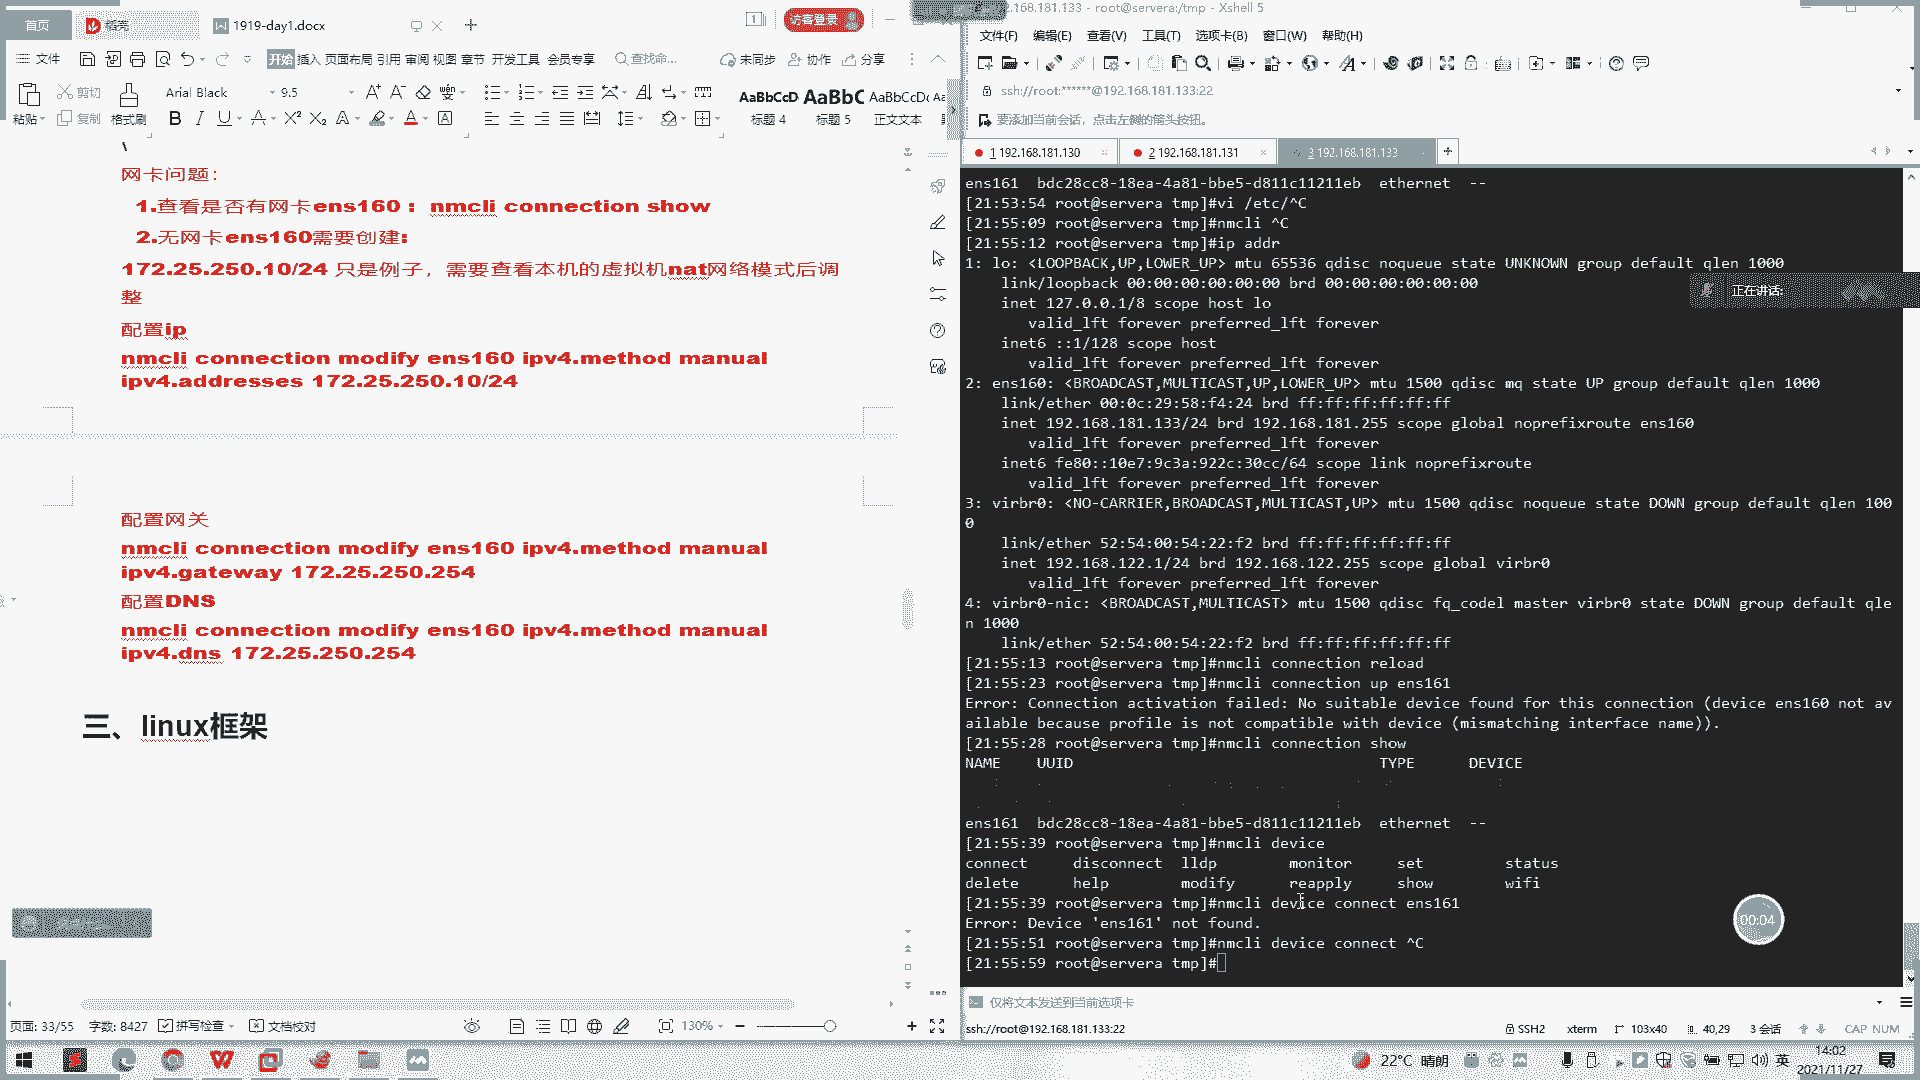 首页
稻壳
1919-day1.docx
访客登录
文件
开始 插入 页面布局 引用 审阅 视图 章节 开发工具 会员专享
查找命...
未同步
协作
分享
粘贴
剪切
复制
格式刷
Arial Black
9.5
AaBbCcD AaBbC AaBbCcD
标题 4
标题 5
正文文本
\
网卡问题：
1.查看是否有网卡ens160： nmcli connection show
2.无网卡ens160需要创建:
172.25.250.10/24 只是例子，需要查看本机的虚拟机nat网络模式后调
整
配置ip
nmcli connection modify ens160 ipv4.method manual
ipv4.addresses 172.25.250.10/24
配置网关
nmcli connection modify ens160 ipv4.method manual
ipv4.gateway 172.25.250.254
配置DNS
nmcli connection modify ens160 ipv4.method manual
ipv4.dns 172.25.250.254
三、linux框架
页面: 33/55
字数: 8427
拼写检查
文档校对
130%
.168.181.133 - root@servera:/tmp - Xshell 5
文件(F) 编辑(E) 查看(V) 工具(T) 选项卡(B) 窗口(W) 帮助(H)
ssh://root:******@192.168.181.133:22
要添加当前会话，点击左侧的箭头按钮。
1 192.168.181.130
2 192.168.181.131
3 192.168.181.133
ens161  bdc28cc8-18ea-4a81-bbe5-d811c11211eb  ethernet  --
[21:53:54 root@servera tmp]#vi /etc/^C
[21:55:09 root@servera tmp]#nmcli ^C
[21:55:12 root@servera tmp]#ip addr
1: lo: <LOOPBACK,UP,LOWER_UP> mtu 65536 qdisc noqueue state UNKNOWN group default qlen 1000
link/loopback 00:00:00:00:00:00 brd 00:00:00:00:00:00
inet 127.0.0.1/8 scope host lo
valid_lft forever preferred_lft forever
inet6 ::1/128 scope host
valid_lft forever preferred_lft forever
2: ens160: <BROADCAST,MULTICAST,UP,LOWER_UP> mtu 1500 qdisc mq state UP group default qlen 1000
link/ether 00:0c:29:58:f4:24 brd ff:ff:ff:ff:ff:ff
inet 192.168.181.133/24 brd 192.168.181.255 scope global noprefixroute ens160
valid_lft forever preferred_lft forever
inet6 fe80::10e7:9c3a:922c:30cc/64 scope link noprefixroute
valid_lft forever preferred_lft forever
3: virbr0: <NO-CARRIER,BROADCAST,MULTICAST,UP> mtu 1500 qdisc noqueue state DOWN group default qlen 100
0
link/ether 52:54:00:54:22:f2 brd ff:ff:ff:ff:ff:ff
inet 192.168.122.1/24 brd 192.168.122.255 scope global virbr0
valid_lft forever preferred_lft forever
4: virbr0-nic: <BROADCAST,MULTICAST> mtu 1500 qdisc fq_codel master virbr0 state DOWN group default qle
n 1000
link/ether 52:54:00:54:22:f2 brd ff:ff:ff:ff:ff:ff
[21:55:13 root@servera tmp]#nmcli connection reload
[21:55:23 root@servera tmp]#nmcli connection up ens161
Error: Connection activation failed: No suitable device found for this connection (device ens160 not av
ailable because profile is not compatible with device (mismatching interface name)).
[21:55:28 root@servera tmp]#nmcli connection show
NAME    UUID                                  TYPE      DEVICE
ens161  bdc28cc8-18ea-4a81-bbe5-d811c11211eb  ethernet  --
[21:55:39 root@servera tmp]#nmcli device
connect     disconnect  lldp        monitor     set         status
delete      help        modify      reapply     show        wifi
[21:55:39 root@servera tmp]#nmcli device connect ens161
Error: Device 'ens161' not found.
[21:55:51 root@servera tmp]#nmcli device connect ^C
[21:55:59 root@servera tmp]#
正在讲话:
00:04
仅将文本发送到当前选项卡
ssh://root@192.168.181.133:22
SSH2
xterm
103x40
40,29
3 会话
CAP NUM
22°C 晴朗
英
14:02
2021/11/27